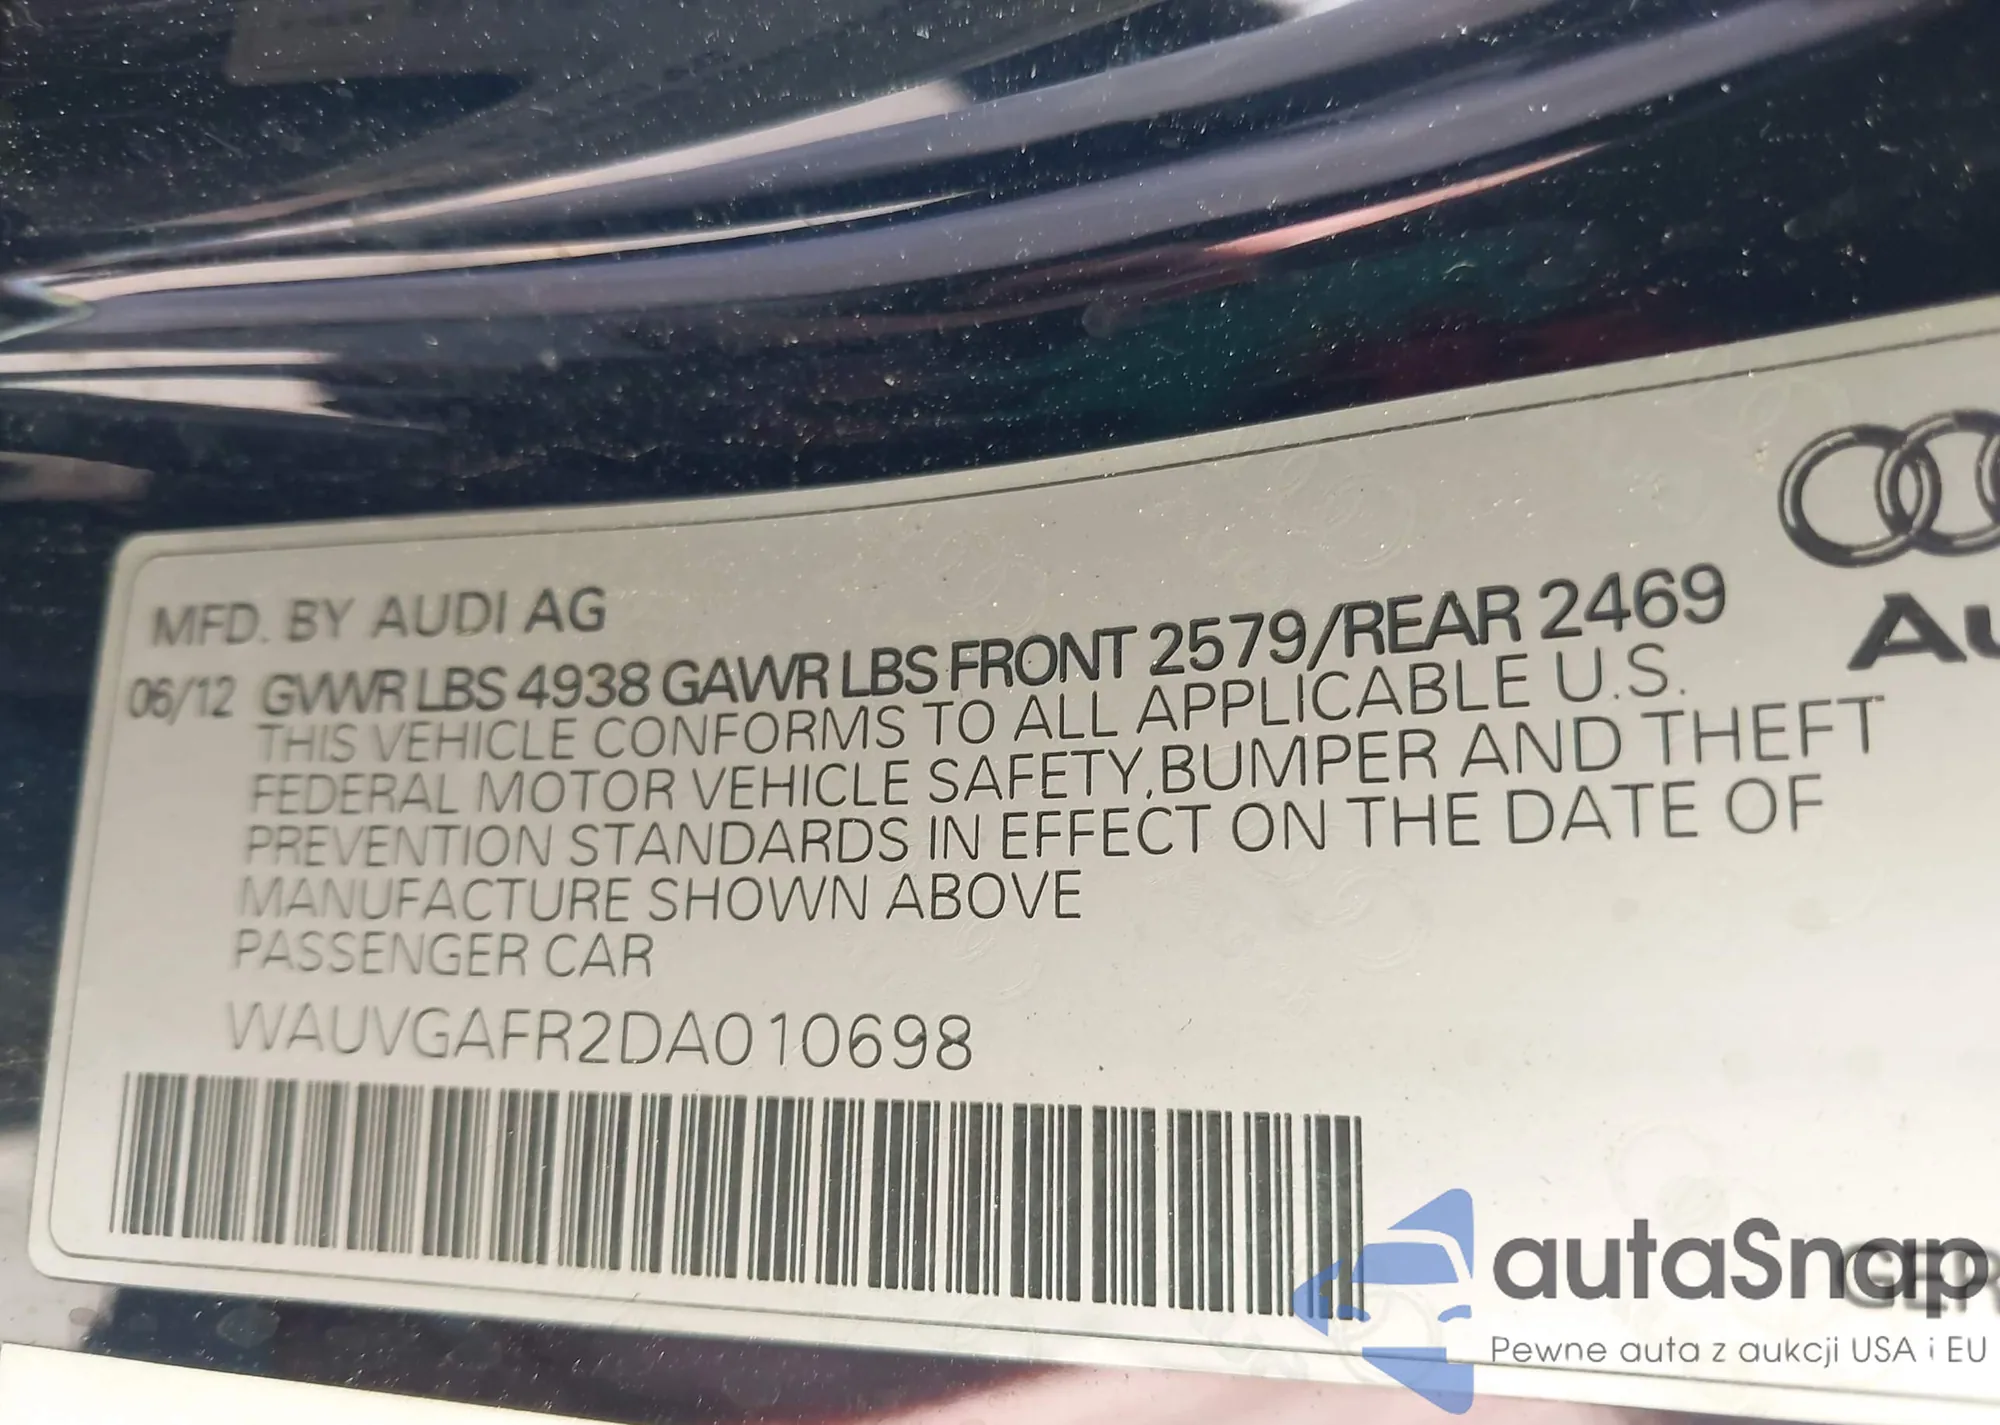 MFD. BY AUDI AG
06/12 GVWR LBS 4938 GAWR LBS FRONT 2579/REAR 2469
THIS VEHICLE CONFORMS TO ALL APPLICABLE U.S.
FEDERAL MOTOR VEHICLE SAFETY,BUMPER AND THEFT
PREVENTION STANDARDS IN EFFECT ON THE DATE OF
MANUFACTURE SHOWN ABOVE
PASSENGER CAR
WAUVGAFR2DA010698
autaSnap
Pewne auta z aukcji USA i EU